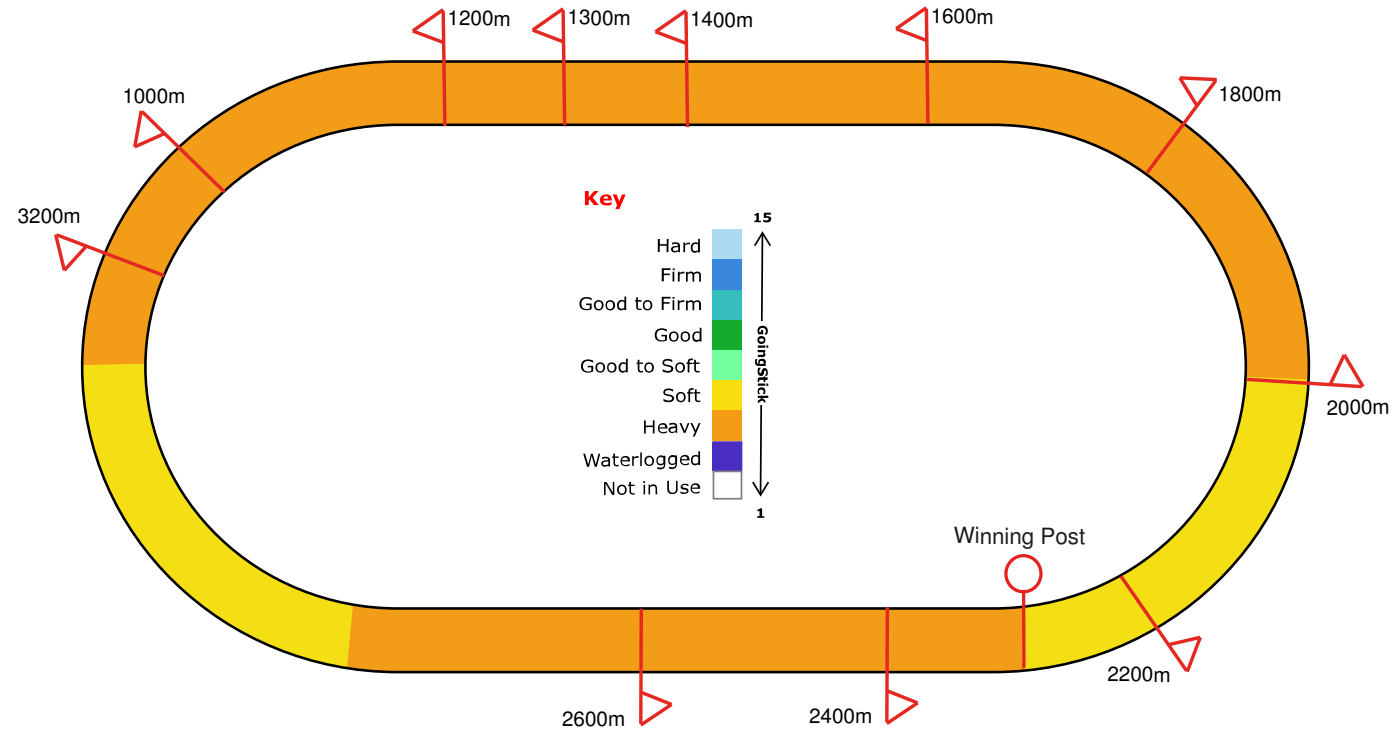 1200m
1300m
1400m
1600m
1000m
1800m
3200m
Key
15
Hard
Firm
Good to Firm
Good
Good to Soft
Soft
Heavy
Waterlogged
Not in Use
GoingStick
1
2000m
Winning Post
2200m
2600m
2400m